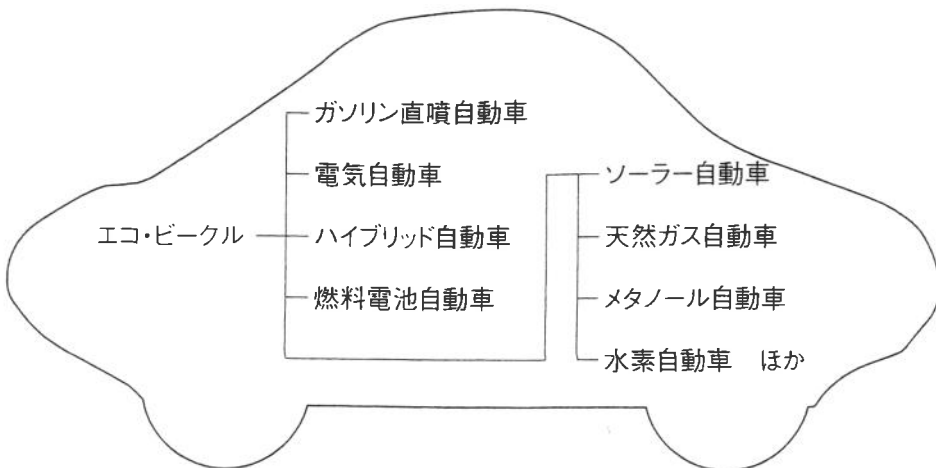 ガソリン直噴自動車
電気自動車
エコ・ビークル
ハイブリッド自動車
燃料電池自動車
ソーラー自動車
天然ガス自動車
メタノール自動車
水素自動車　ほか